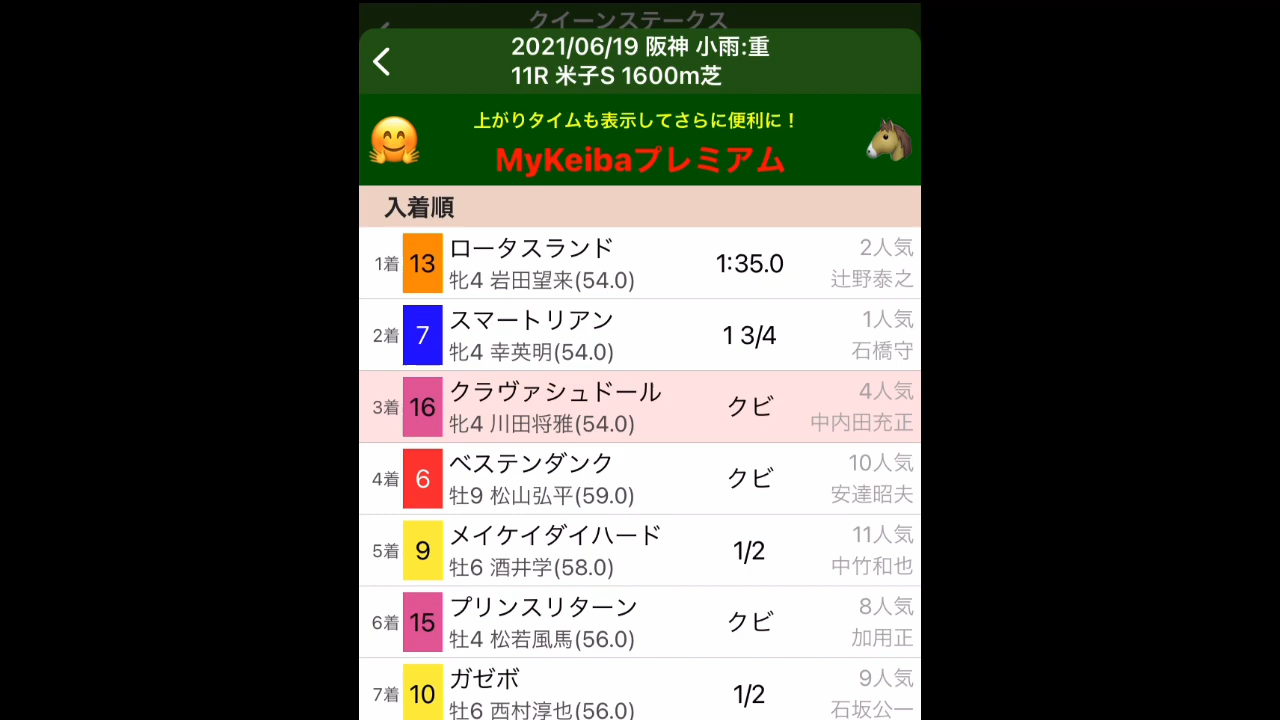 クイーンステークス
2021/06/19 阪神 小雨:重
11R 米子S 1600m芝
上がりタイムも表示してさらに便利に！
MyKeibaプレミアム
入着順
1着 13 ロータスランド 1:35.0 2人気
牝4 岩田望来(54.0) 辻野泰之
2着 7 スマートリアン 1 3/4 1人気
牝4 幸英明(54.0) 石橋守
3着 16 クラヴァシュドール クビ 4人気
牝4 川田将雅(54.0) 中内田充正
4着 6 ベステンダンク クビ 10人気
牡9 松山弘平(59.0) 安達昭夫
5着 9 メイケイダイハード 1/2 11人気
牡6 酒井学(58.0) 中竹和也
6着 15 プリンスリターン クビ 8人気
牡4 松若風馬(56.0) 加用正
7着 10 ガゼボ 1/2 9人気
牡6 西村淳也(56.0) 石坂公一